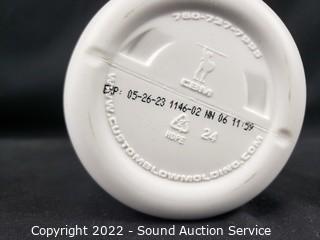 760-727-7335
CBM
EXP: 05-26-23 1146-02 NN 06 11:59
HDPE
24
WWW.CUSTOMBLOWMOLDING.COM
Copyright 2022 - Sound Auction Service